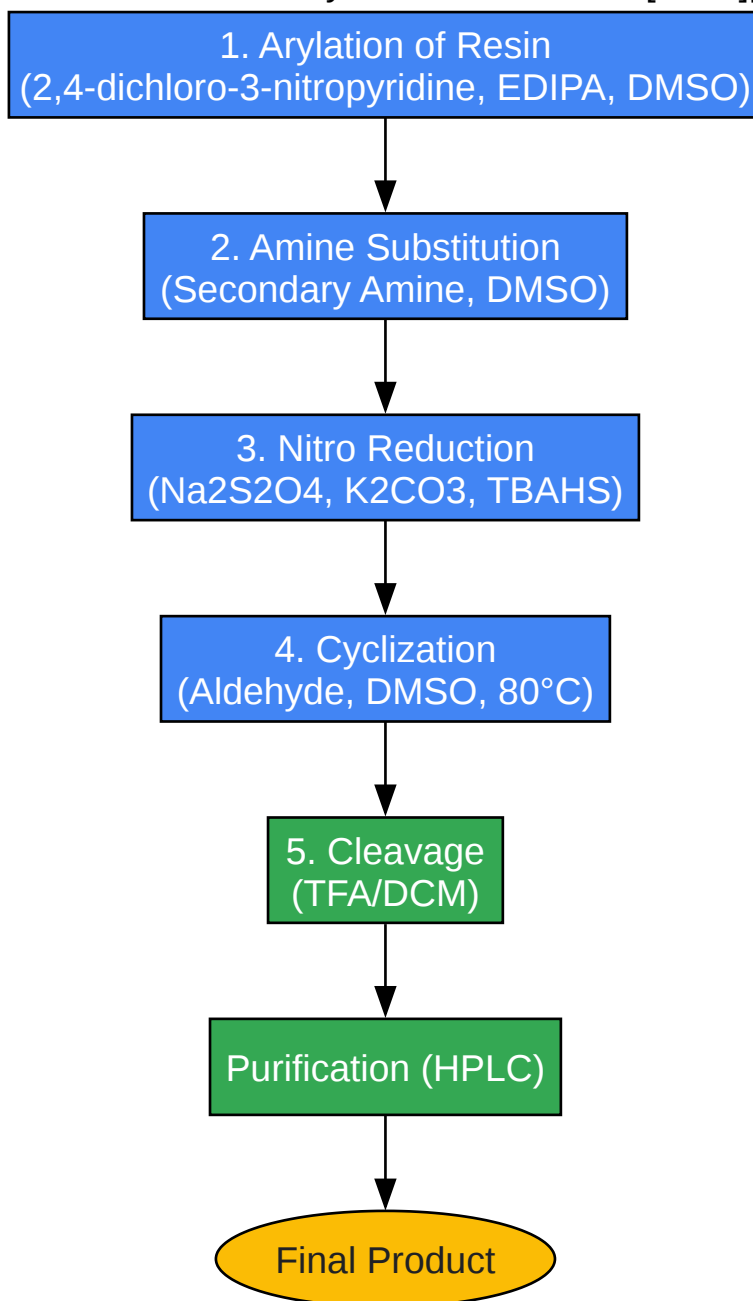 1. Arylation of Resin
(2,4-dichloro-3-nitropyridine, EDIPA, DMSO)
2. Amine Substitution
(Secondary Amine, DMSO)
3. Nitro Reduction
(Na2S2O4, K2CO3, TBAHS)
4. Cyclization
(Aldehyde, DMSO, 80°C)
5. Cleavage
(TFA/DCM)
Purification (HPLC)
Final Product